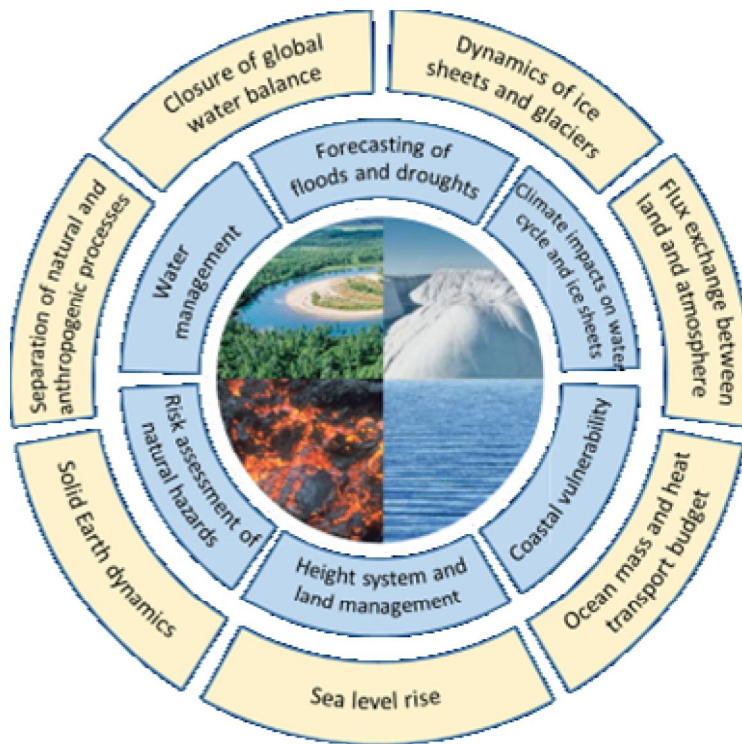 Closure of global
water balance
Dynamics of ice
sheets and glaciers
Flux exchange between
land and atmosphere
Ocean mass and heat
transport budget
Sea level rise
Solid Earth dynamics
Separation of natural and
anthropogenic processes
Forecasting of
floods and droughts
Climate impacts on water
cycle and ice sheets
Coastal vulnerability
Height system and
land management
Risk assessment of
natural hazards
Water
management